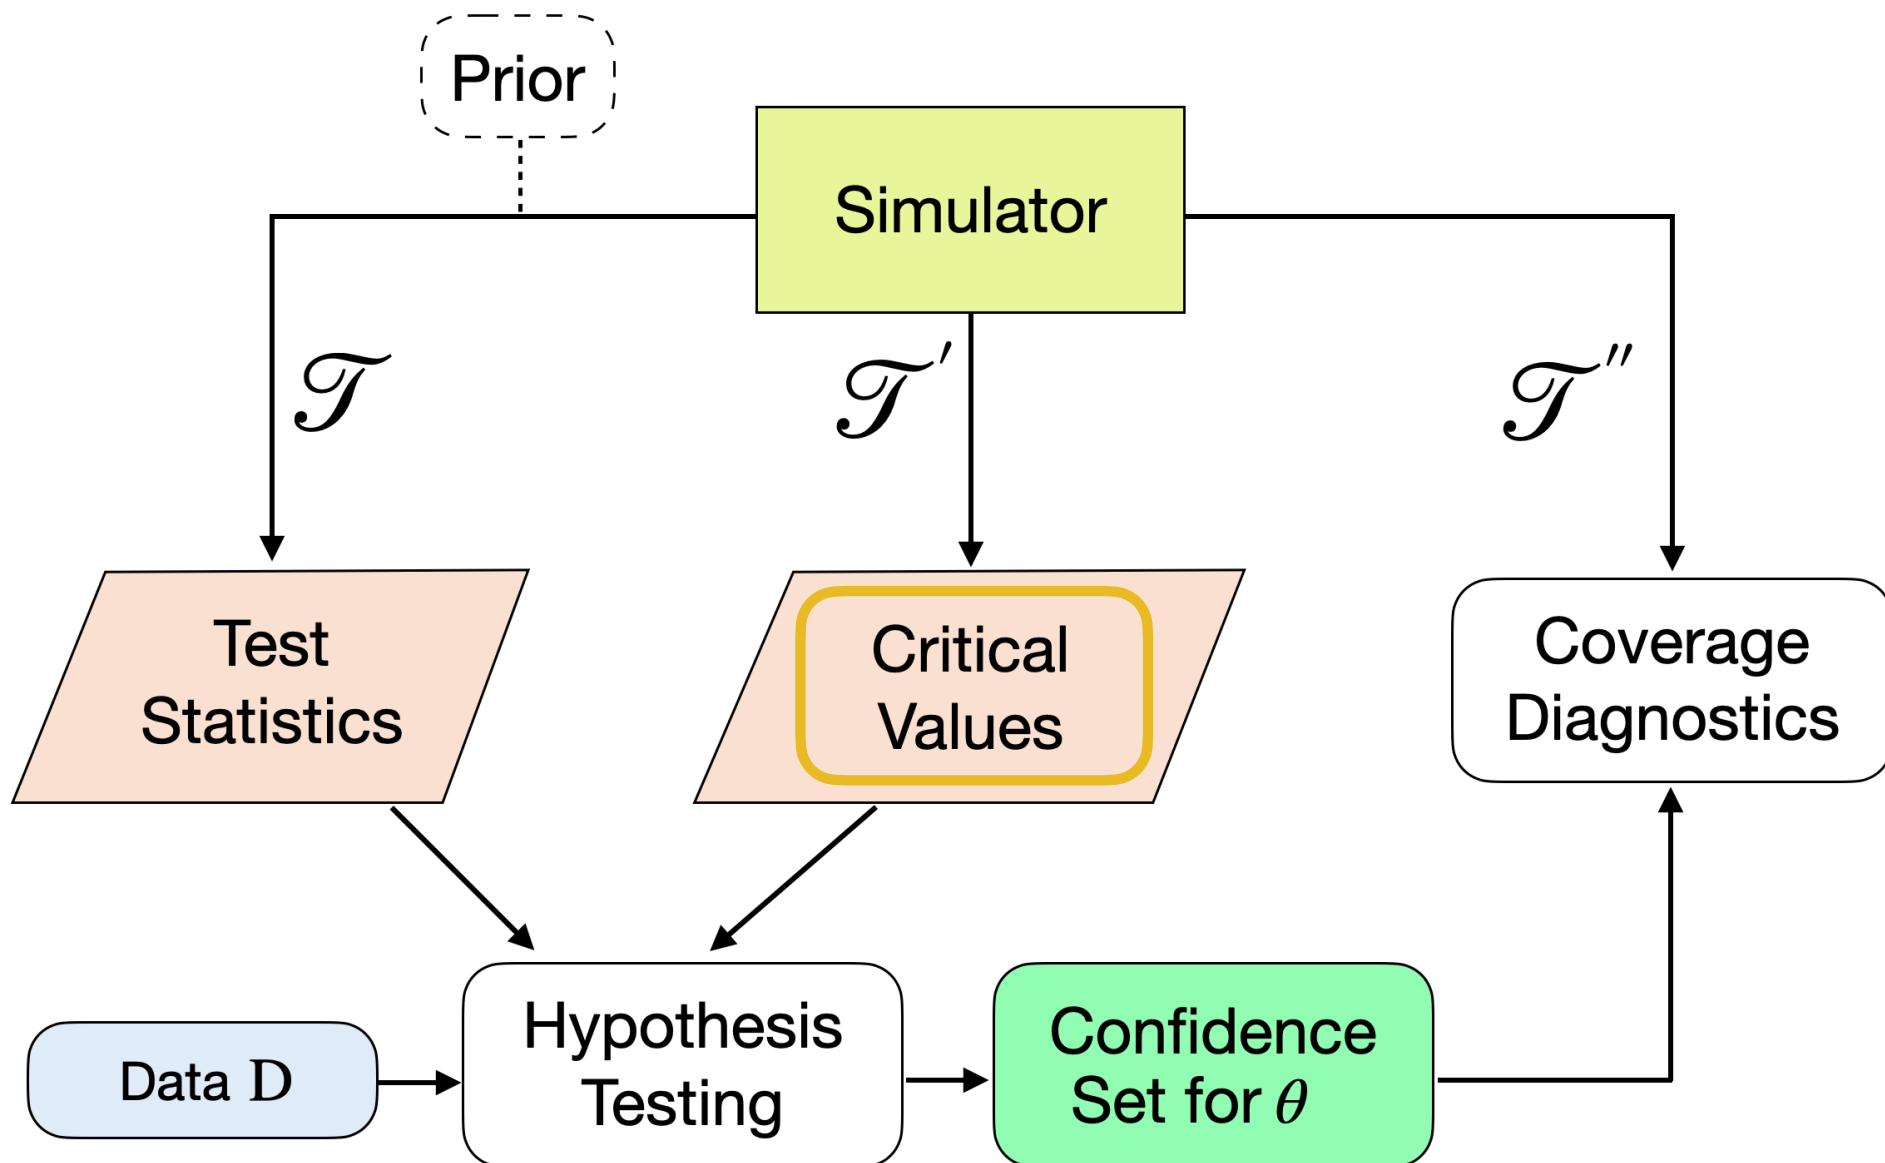 Prior
Simulator
𝒯
𝒯′
𝒯″
Test
Statistics
Critical
Values
Coverage
Diagnostics
Data D
Hypothesis
Testing
Confidence
Set for θ